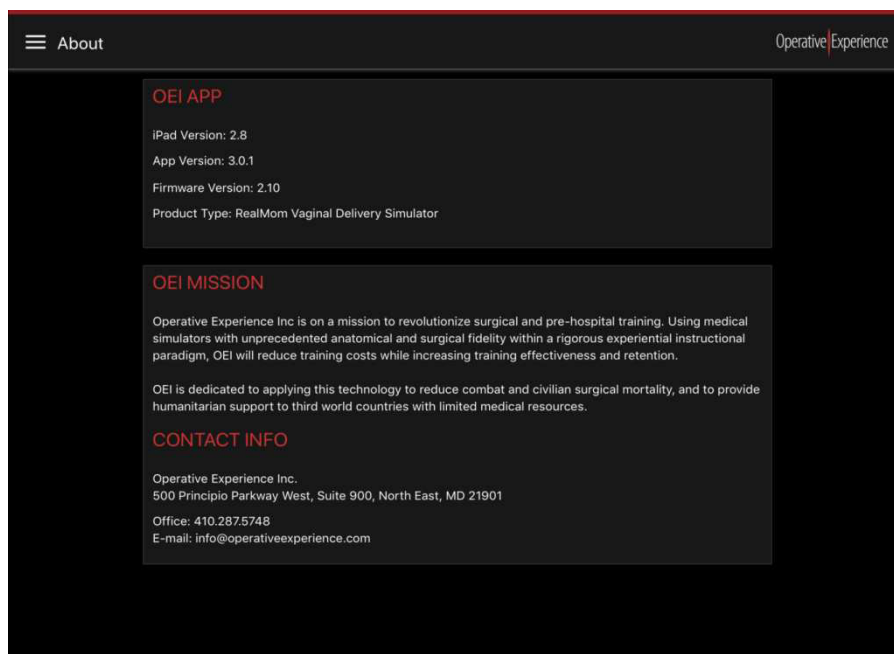 About
Operative Experience
OEI APP
iPad Version: 2.8
App Version: 3.0.1
Firmware Version: 2.10
Product Type: RealMom Vaginal Delivery Simulator
OEI MISSION
Operative Experience Inc is on a mission to revolutionize surgical and pre-hospital training. Using medical
simulators with unprecedented anatomical and surgical fidelity within a rigorous experiential instructional
paradigm, OEI will reduce training costs while increasing training effectiveness and retention.
OEI is dedicated to applying this technology to reduce combat and civilian surgical mortality, and to provide
humanitarian support to third world countries with limited medical resources.
CONTACT INFO
Operative Experience Inc.
500 Principio Parkway West, Suite 900, North East, MD 21901
Office: 410.287.5748
E-mail: info@operativeexperience.com